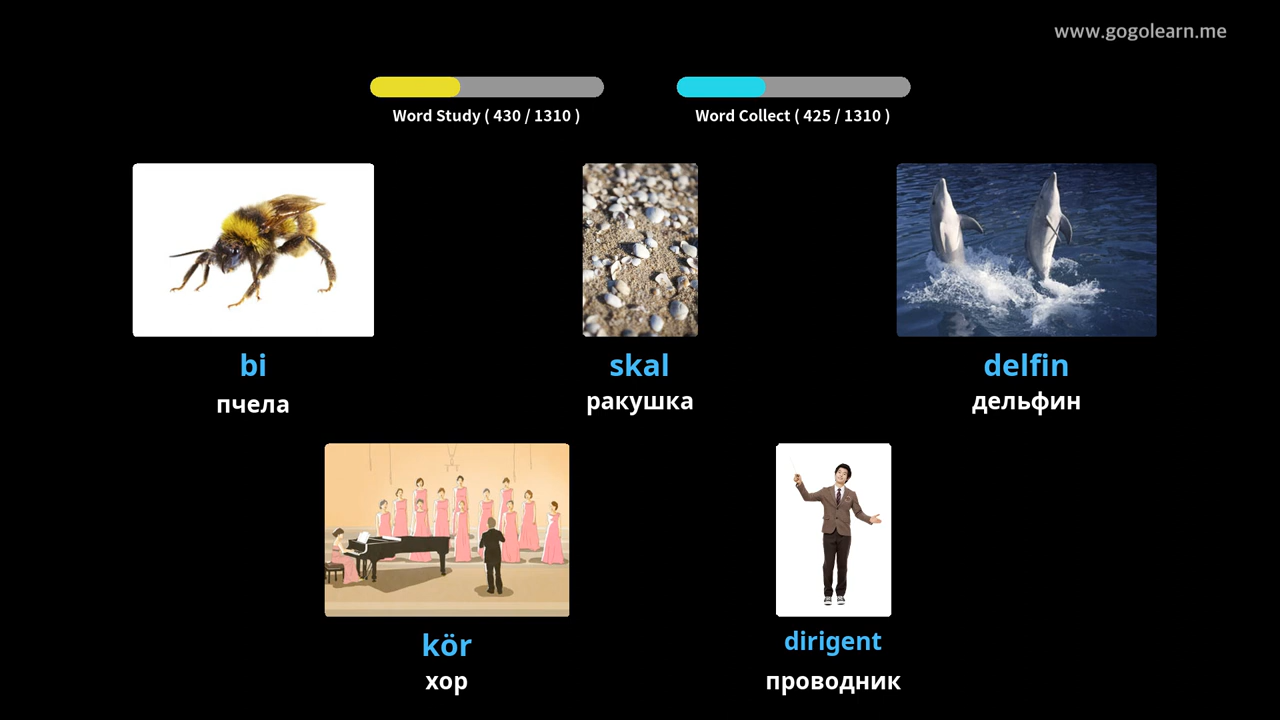 www.gogolearn.me
Word Study ( 430 / 1310 )
Word Collect ( 425 / 1310 )
bi
пчела
skal
ракушка
delfin
дельфин
kör
хор
dirigent
проводник